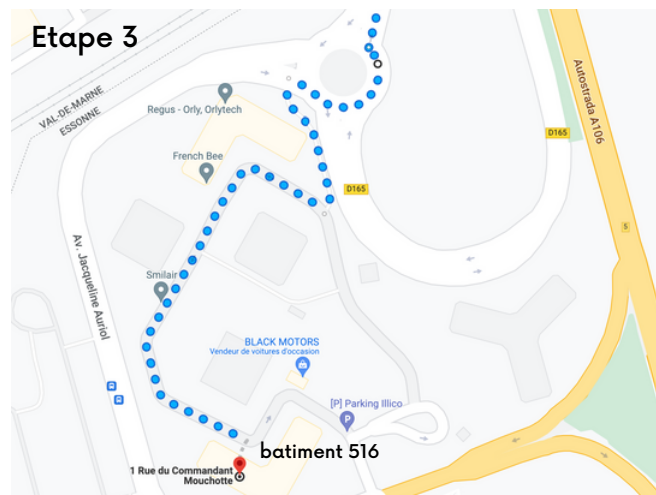 Etape 3
VAL-DE-MARNE
ESSONNE
Regus - Orly, Orlytech
French Bee
D165
Autostrada A106
D165
5
Av. Jacqueline Auriol
Smilair
BLACK MOTORS
Vendeur de voitures d'occasion
[P] Parking Illico
P
batiment 516
1 Rue du Commandant
Mouchotte